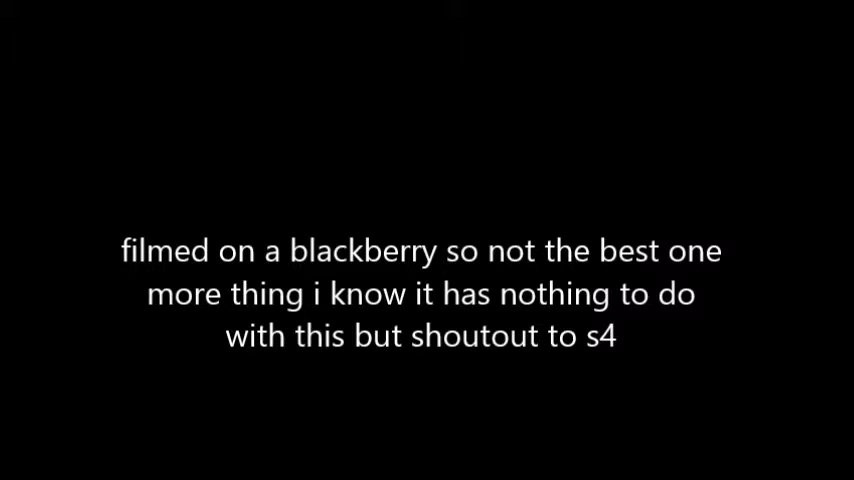 filmed on a blackberry so not the best one
more thing i know it has nothing to do
with this but shoutout to s4